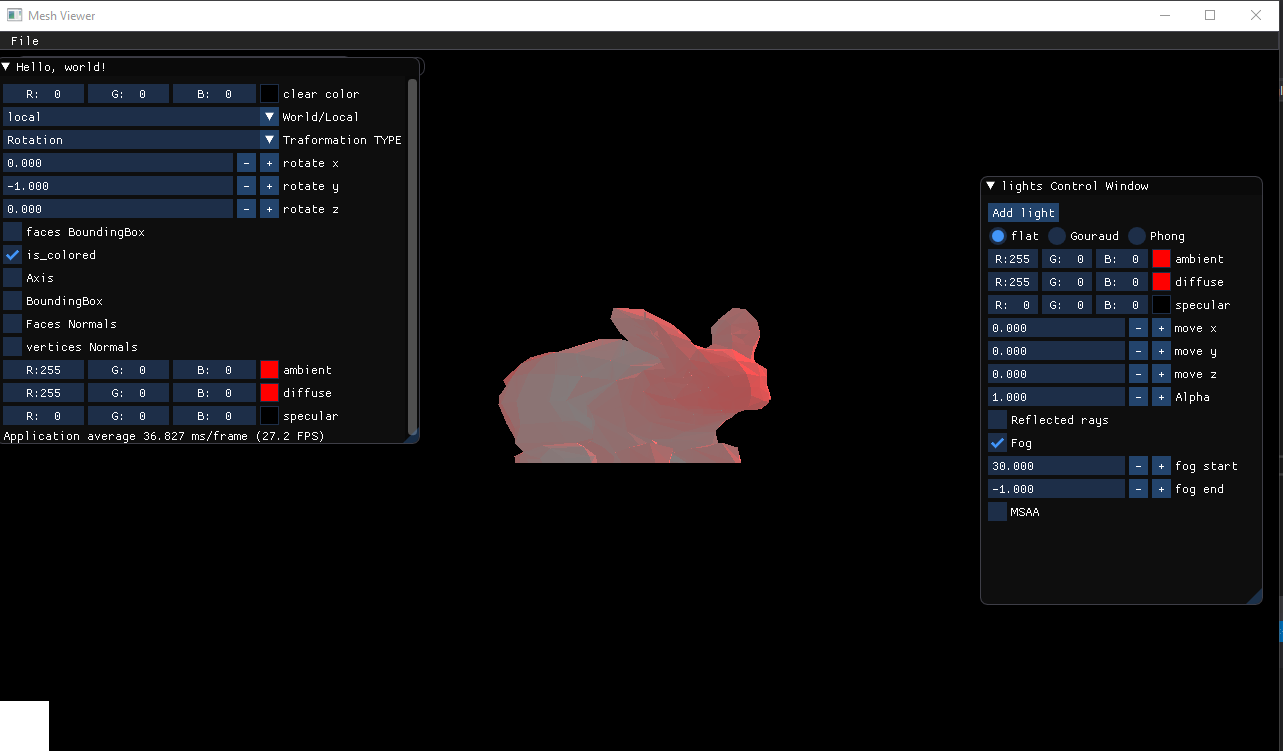 Mesh Viewer
File
Hello, world!
R: 0 G: 0 B: 0 clear color
local World/Local
Rotation Traformation TYPE
0.000 - + rotate x
-1.000 - + rotate y
0.000 - + rotate z
faces BoundingBox
is_colored
Axis
BoundingBox
Faces Normals
vertices Normals
R:255 G: 0 B: 0 ambient
R:255 G: 0 B: 0 diffuse
R: 0 G: 0 B: 0 specular
Application average 36.827 ms/frame (27.2 FPS)
lights Control Window
Add light
flat Gouraud Phong
R:255 G: 0 B: 0 ambient
R:255 G: 0 B: 0 diffuse
R: 0 G: 0 B: 0 specular
0.000 - + move x
0.000 - + move y
0.000 - + move z
1.000 - + Alpha
Reflected rays
Fog
30.000 - + fog start
-1.000 - + fog end
MSAA